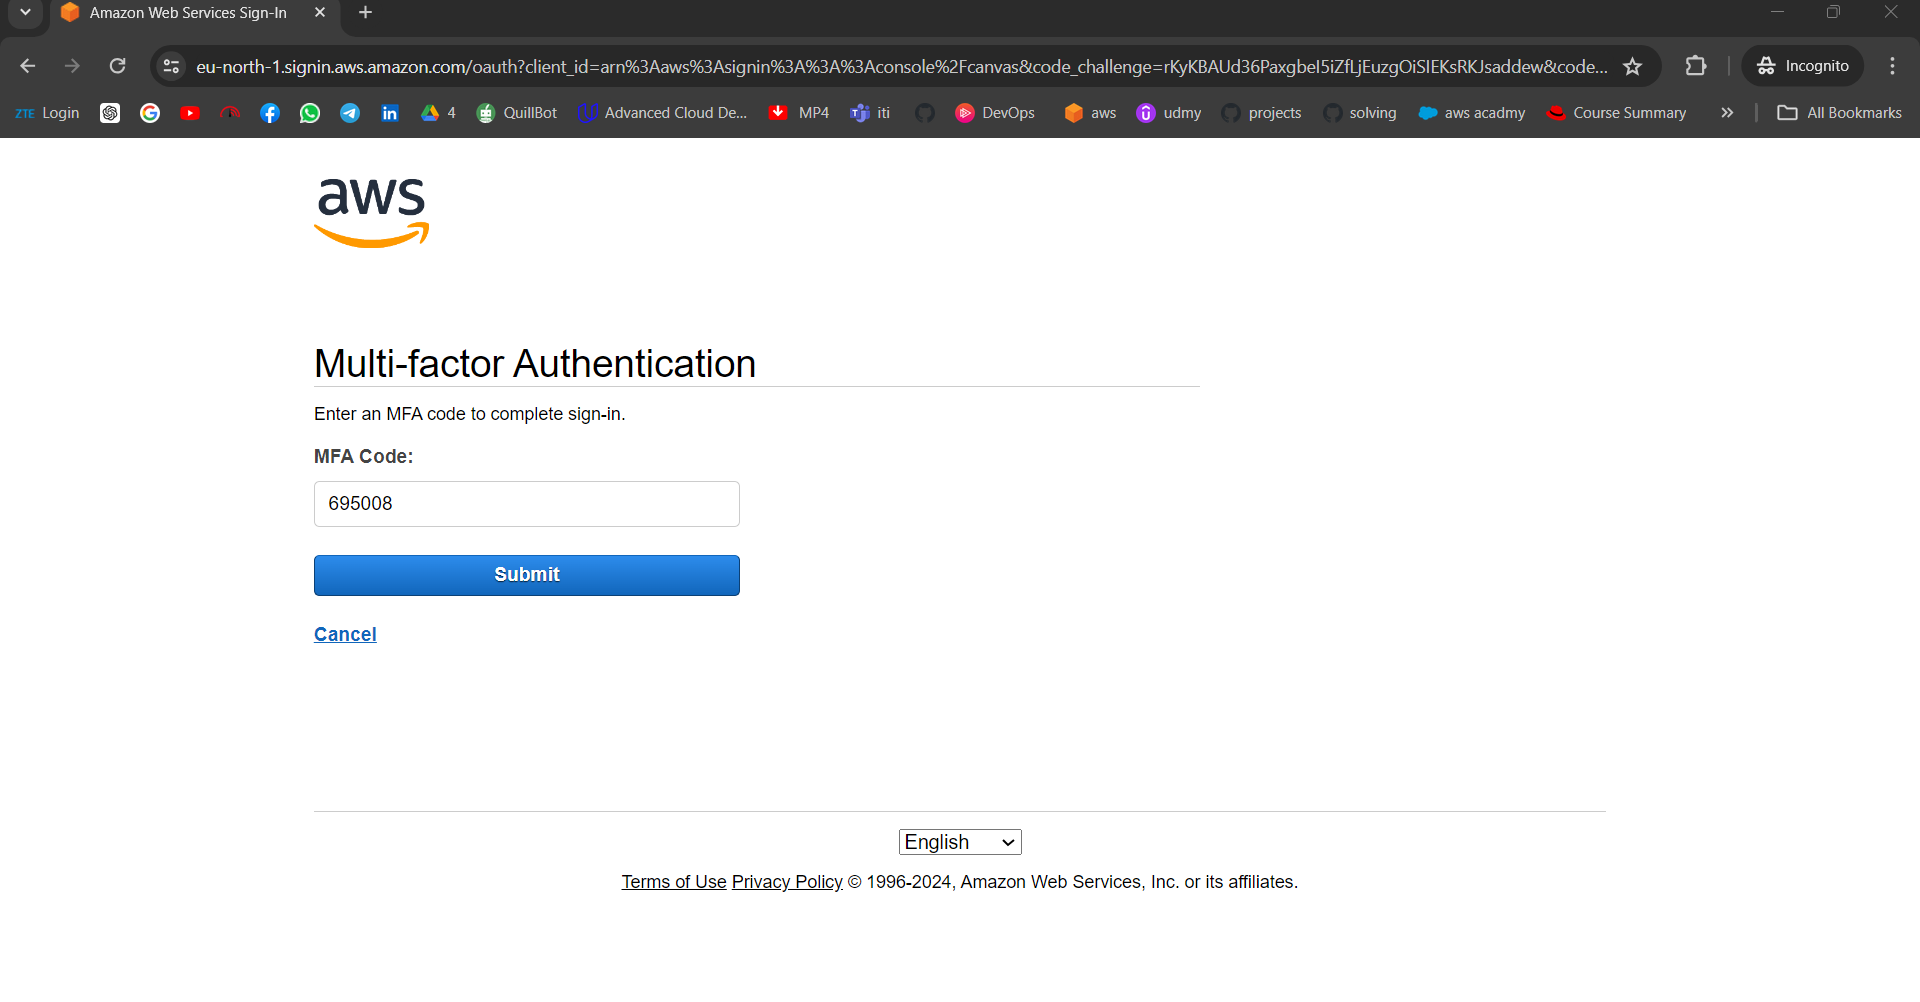 Amazon Web Services Sign-In
eu-north-1.signin.aws.amazon.com/oauth?client_id=arn%3Aaws%3Asignin%3A%3A%3Aconsole%2Fcanvas&code_challenge=rKyKBAUd36PaxgbeI5iZfLjEuzgOiSIEKsRKJsaddew&code...
Incognito
ZTE Login 4 QuillBot Advanced Cloud De... MP4 iti DevOps aws udmy projects solving aws acadmy Course Summary All Bookmarks
aws
Multi-factor Authentication
Enter an MFA code to complete sign-in.
MFA Code:
695008
Submit
Cancel
English
Terms of Use Privacy Policy © 1996-2024, Amazon Web Services, Inc. or its affiliates.